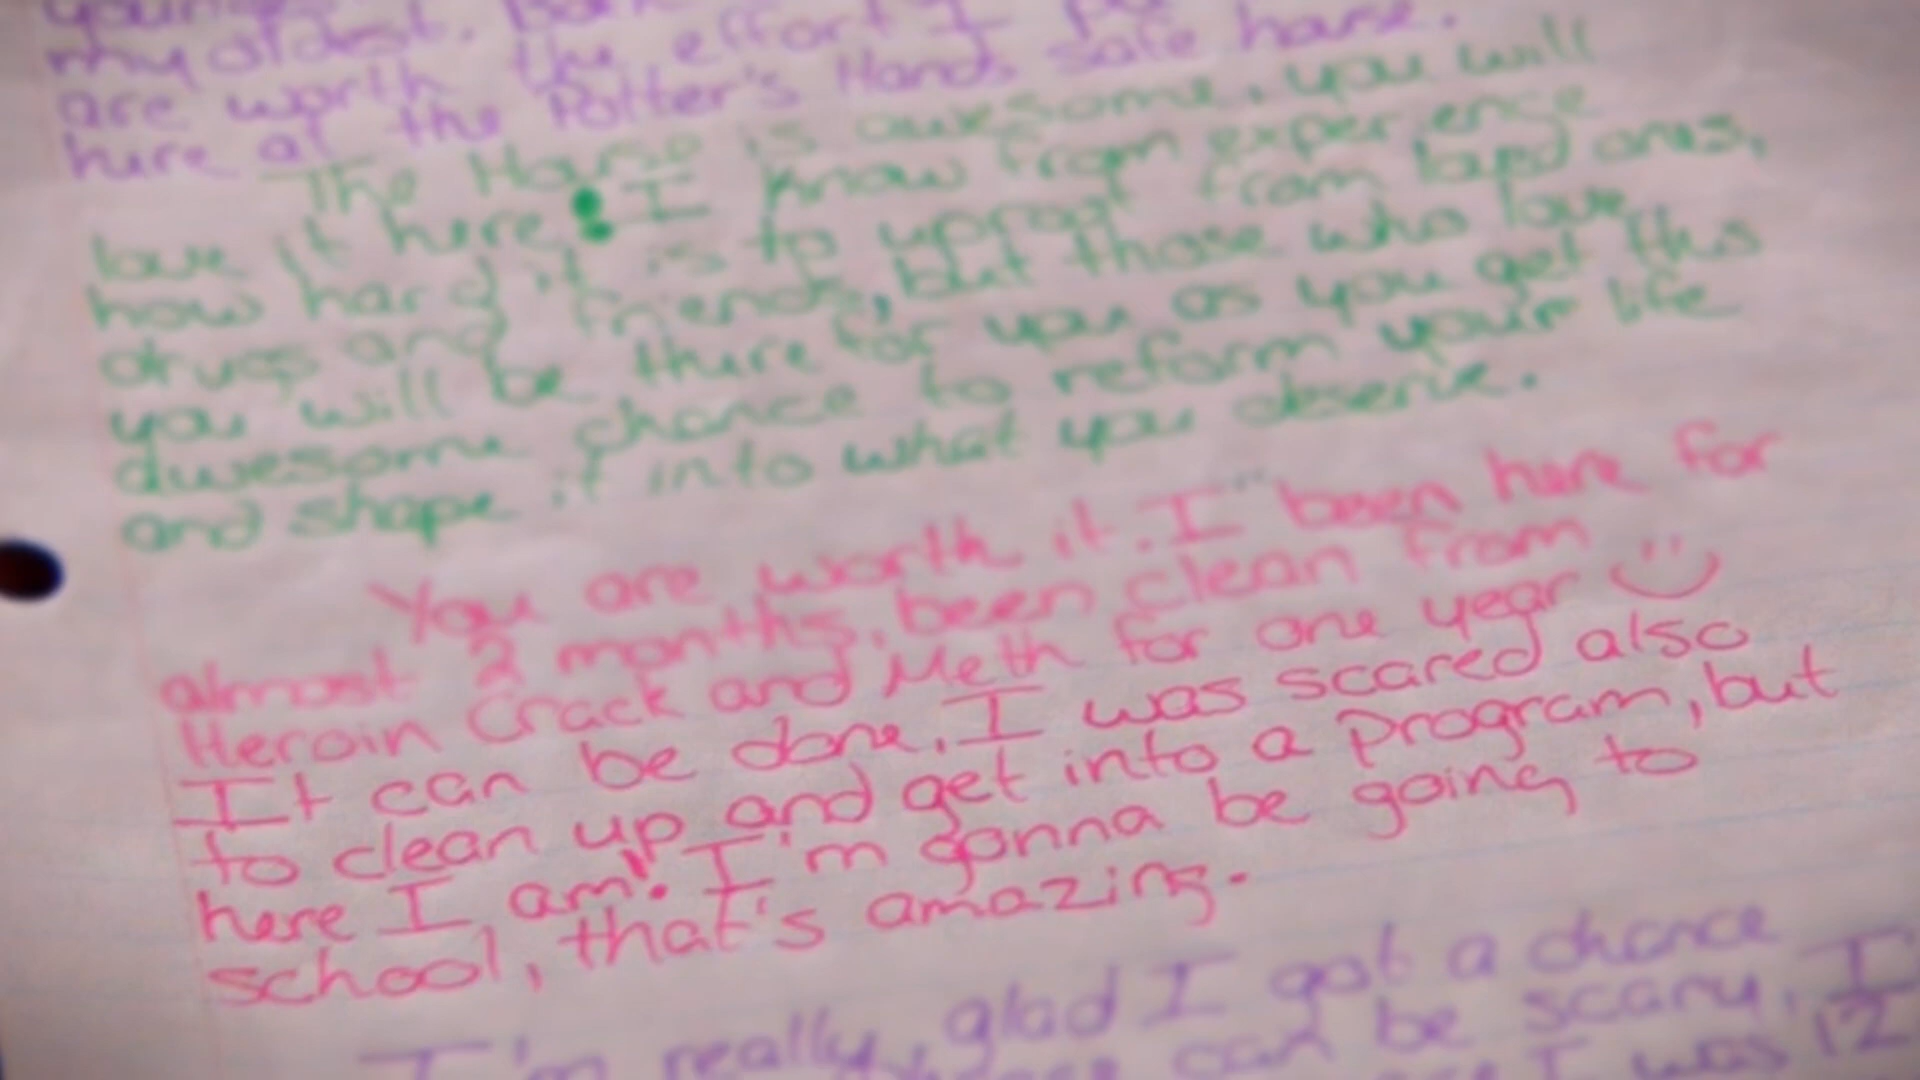 my oldest.
are worth the effort I
here at the Potter's Hands safe house.
The House is awesome, you will
love it here! I know from experience
how hard it is to uproot from loved ones,
drugs and friends, but those who love
you will be there for you as you get this
awesome chance to reform your life
and shape it into what you deserve.
You are worth it. I been here for
almost 2 months, been clean from
Heroin Crack and Meth for one year
It can be done. I was scared also
to clean up and get into a program, but
here I am! I'm gonna be going to
school, that's amazing.
I'm really glad I got a chance
can be scary, I
I was 12